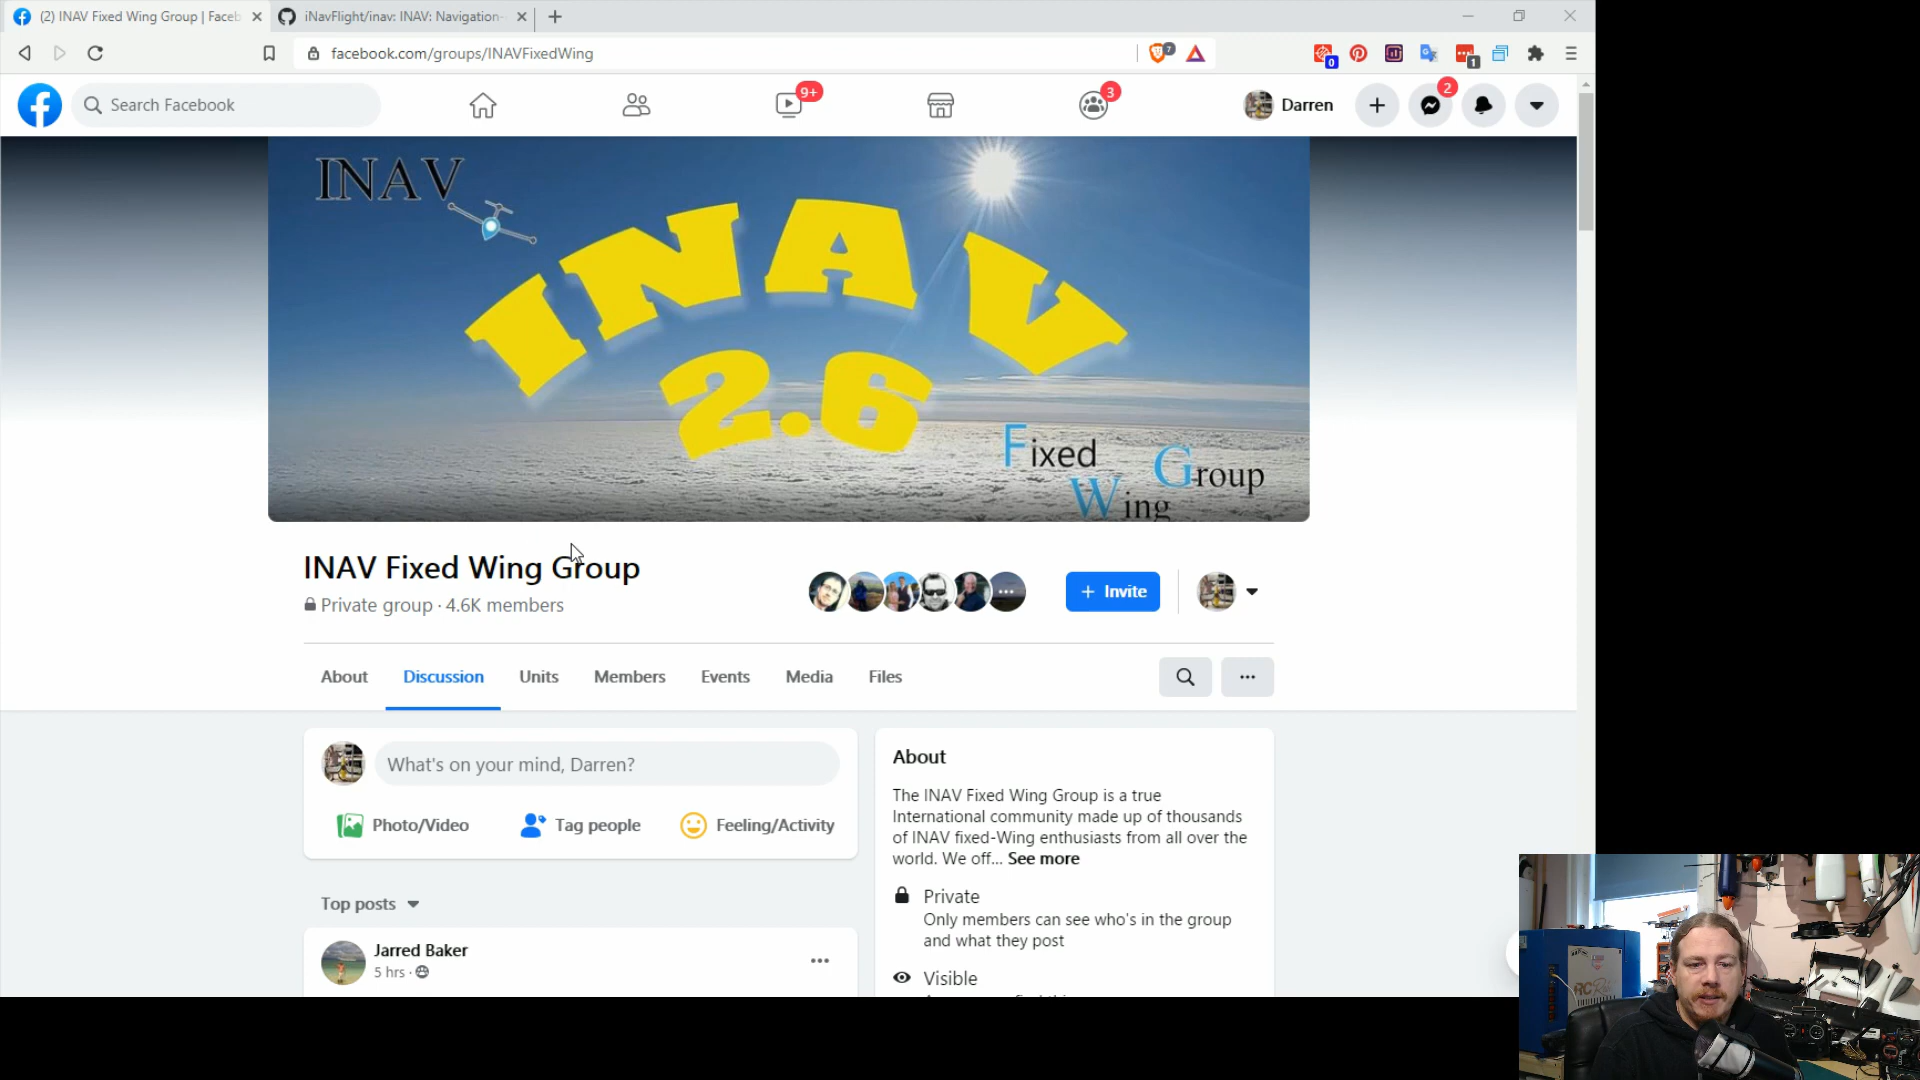 (2) INAV Fixed Wing Group | Faceb
iNavFlight/inav: INAV: Navigation-
facebook.com/groups/INAVFixedWing
7
0
1
Search Facebook
9+
3
Darren
2
INAV
INAV
2.6
Fixed
Wing
Group
INAV Fixed Wing Group
Private group · 4.6K members
+ Invite
About
Discussion
Units
Members
Events
Media
Files
What's on your mind, Darren?
Photo/Video
Tag people
Feeling/Activity
Top posts
Jarred Baker
5 hrs ·
About
The INAV Fixed Wing Group is a true
International community made up of thousands
of INAV fixed-Wing enthusiasts from all over the
world. We off... See more
Private
Only members can see who's in the group
and what they post
Visible